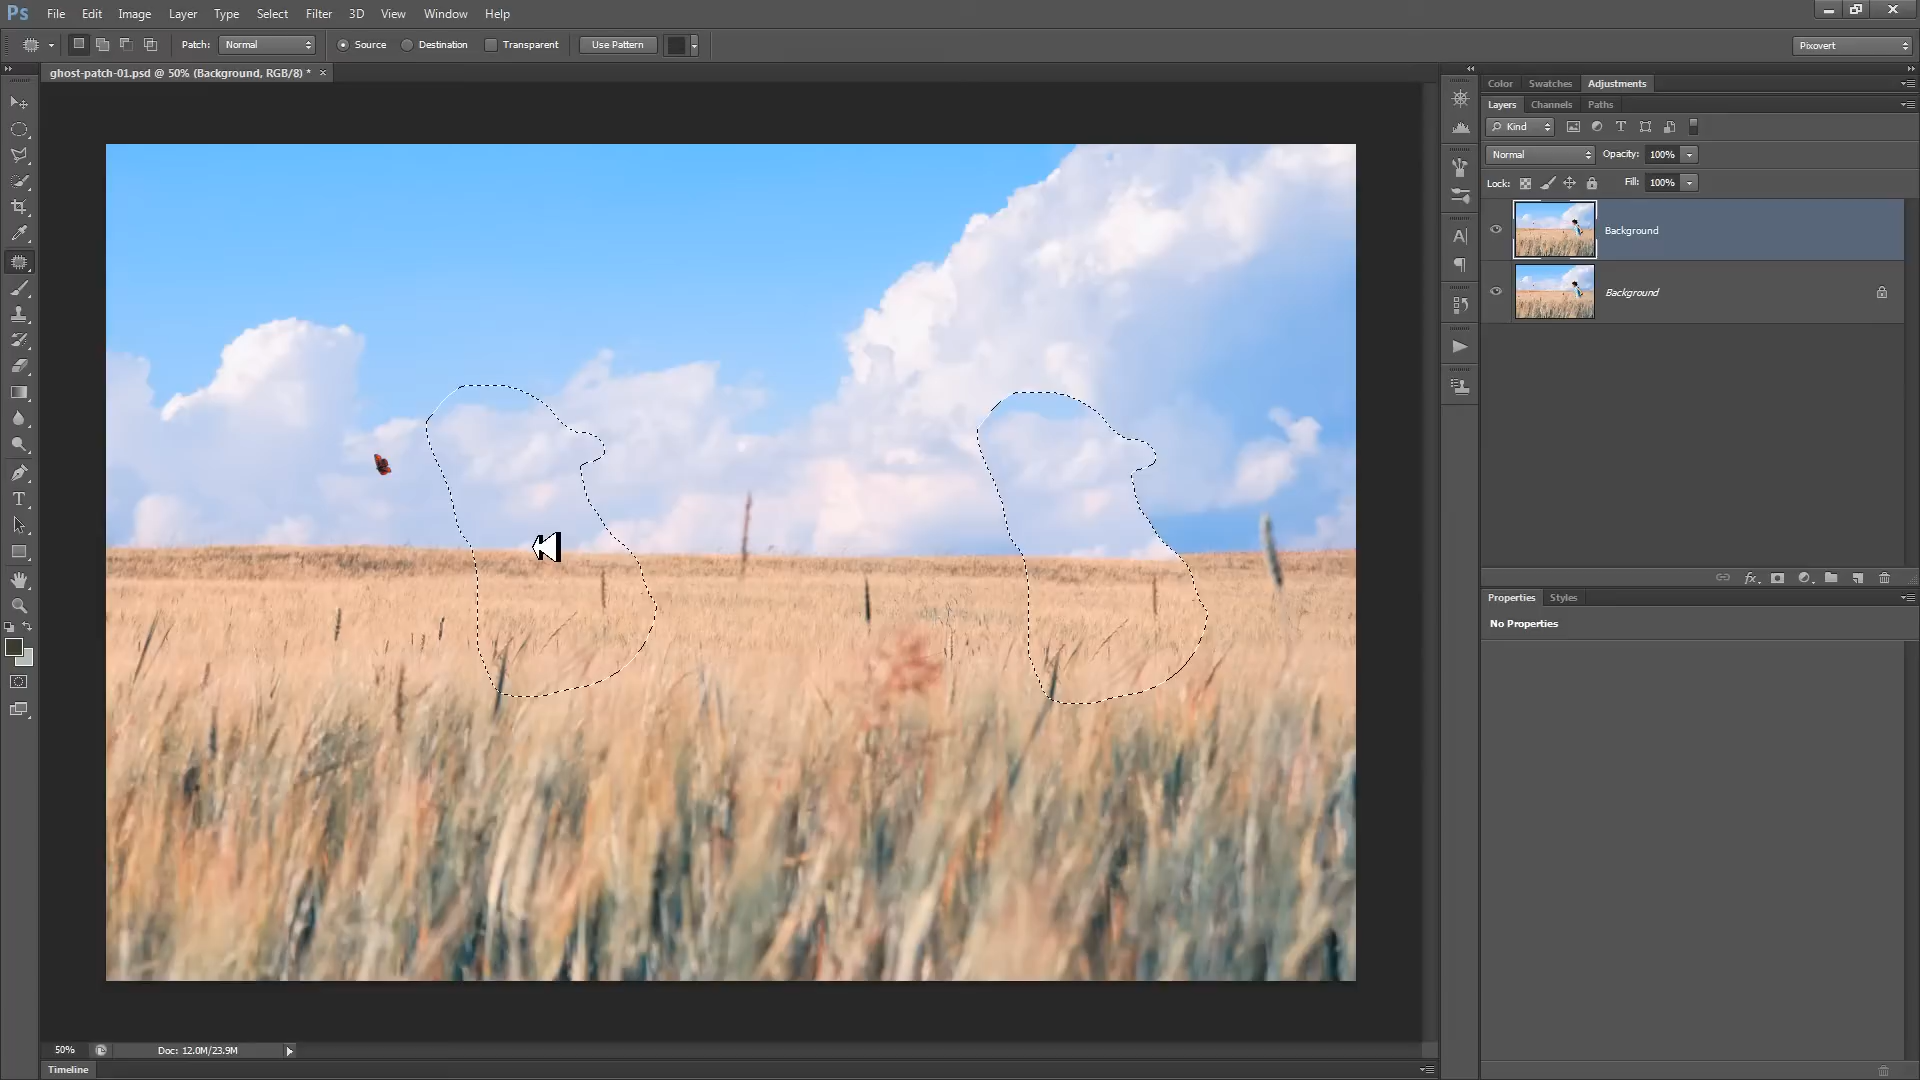 Ps File Edit Image Layer Type Select Filter 3D View Window Help
Patch: Normal Source Destination Transparent Use Pattern Pixovert
ghost-patch-01.psd @ 50% (Background, RGB/8) * ×
Color Swatches Adjustments
Layers Channels Paths
Kind
Normal Opacity: 100%
Lock: Fill: 100%
Background
Background
Properties Styles
No Properties
50% Doc: 12.0M/23.9M
Timeline